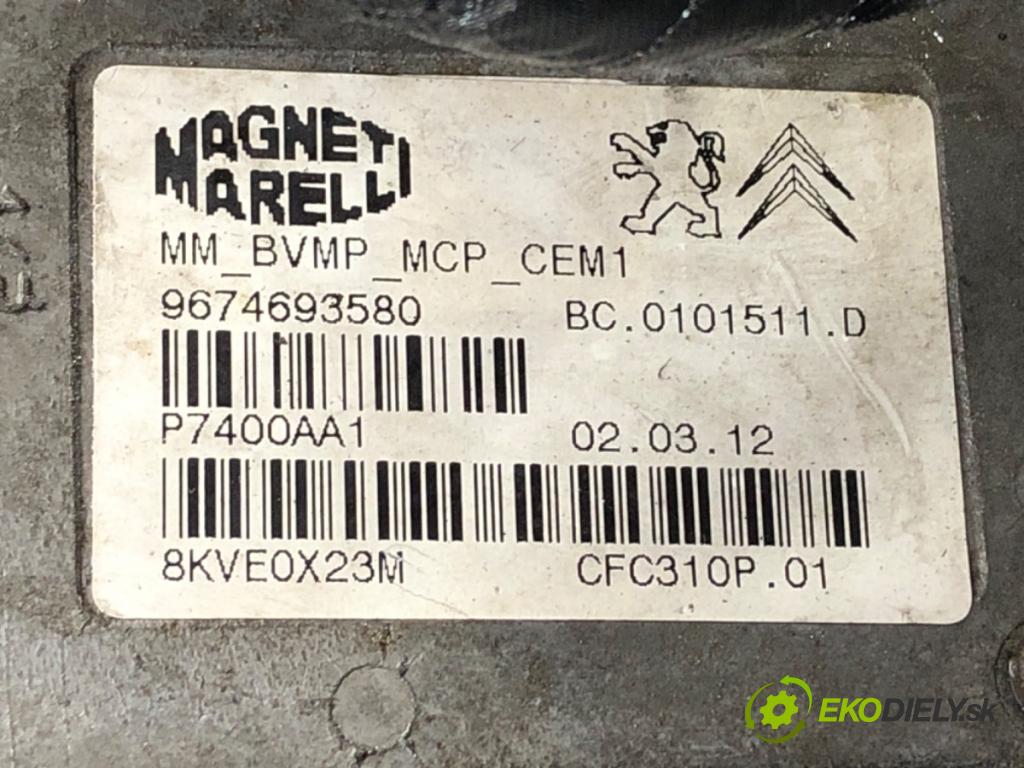 MAGNETI
MARELLI
MM_BVMP_MCP_CEM1
9674693580 BC.0101511.D
P7400AA1 02.03.12
8KVE0X23M CFC310P.01
EKODIELY.sk